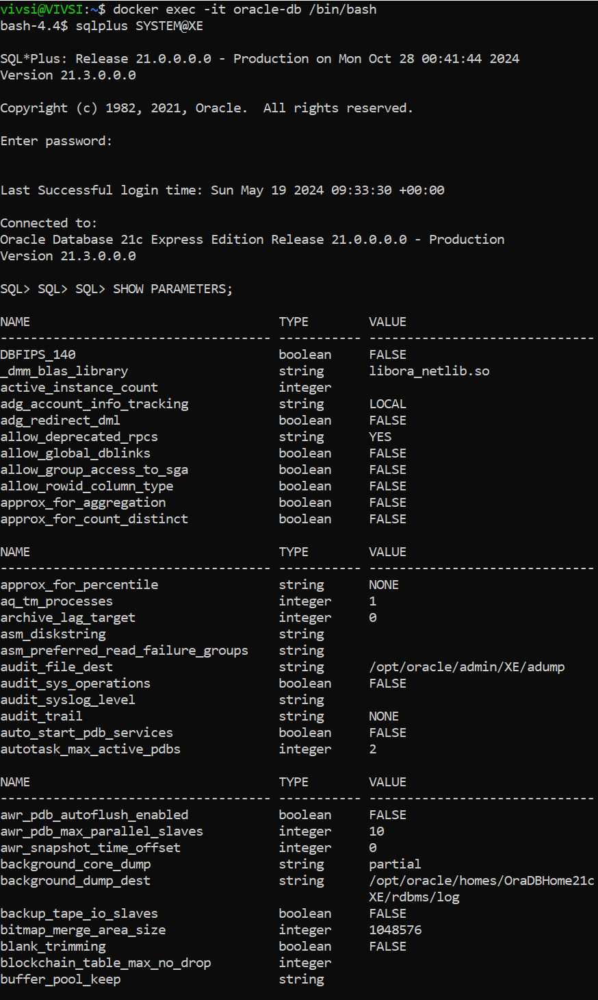 vivsi@VIVSI:~$ docker exec -it oracle-db /bin/bash
bash-4.4$ sqlplus SYSTEM@XE
SQL*Plus: Release 21.0.0.0.0 - Production on Mon Oct 28 00:41:44 2024
Version 21.3.0.0.0
Copyright (c) 1982, 2021, Oracle.  All rights reserved.
Enter password:
Last Successful login time: Sun May 19 2024 09:33:30 +00:00
Connected to:
Oracle Database 21c Express Edition Release 21.0.0.0.0 - Production
Version 21.3.0.0.0
SQL> SQL> SQL> SHOW PARAMETERS;
NAME                                 TYPE        VALUE
------------------------------------ ----------- ------------------------------
DBFIPS_140                           boolean     FALSE
_dmm_blas_library                    string      libora_netlib.so
active_instance_count                integer
adg_account_info_tracking            string      LOCAL
adg_redirect_dml                     boolean     FALSE
allow_deprecated_rpcs                string      YES
allow_global_dblinks                 boolean     FALSE
allow_group_access_to_sga            boolean     FALSE
allow_rowid_column_type              boolean     FALSE
approx_for_aggregation               boolean     FALSE
approx_for_count_distinct            boolean     FALSE
NAME                                 TYPE        VALUE
------------------------------------ ----------- ------------------------------
approx_for_percentile                string      NONE
aq_tm_processes                      integer     1
archive_lag_target                   integer     0
asm_diskstring                       string
asm_preferred_read_failure_groups    string
audit_file_dest                      string      /opt/oracle/admin/XE/adump
audit_sys_operations                 boolean     FALSE
audit_syslog_level                   string
audit_trail                          string      NONE
auto_start_pdb_services              boolean     FALSE
autotask_max_active_pdbs             integer     2
NAME                                 TYPE        VALUE
------------------------------------ ----------- ------------------------------
awr_pdb_autoflush_enabled            boolean     FALSE
awr_pdb_max_parallel_slaves          integer     10
awr_snapshot_time_offset             integer     0
background_core_dump                 string      partial
background_dump_dest                 string      /opt/oracle/homes/OraDBHome21c
                                                 XE/rdbms/log
backup_tape_io_slaves                boolean     FALSE
bitmap_merge_area_size               integer     1048576
blank_trimming                       boolean     FALSE
blockchain_table_max_no_drop         integer
buffer_pool_keep                     string